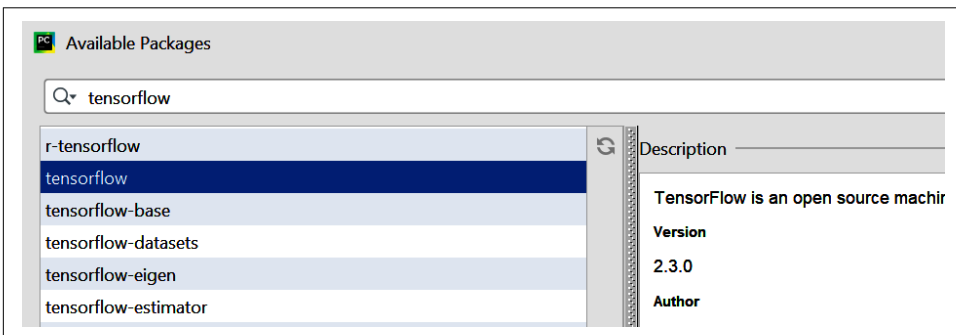 PC Available Packages
tensorflow
r-tensorflow
tensorflow
tensorflow-base
tensorflow-datasets
tensorflow-eigen
tensorflow-estimator
Description
TensorFlow is an open source machin
Version
2.3.0
Author